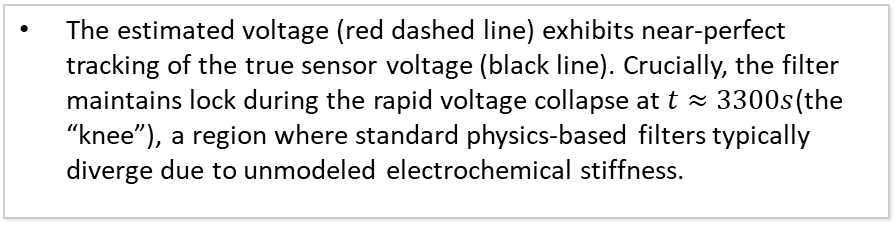 • The estimated voltage (red dashed line) exhibits near-perfect
tracking of the true sensor voltage (black line). Crucially, the filter
maintains lock during the rapid voltage collapse at t ≈ 3300s(the
“knee”), a region where standard physics-based filters typically
diverge due to unmodeled electrochemical stiffness.